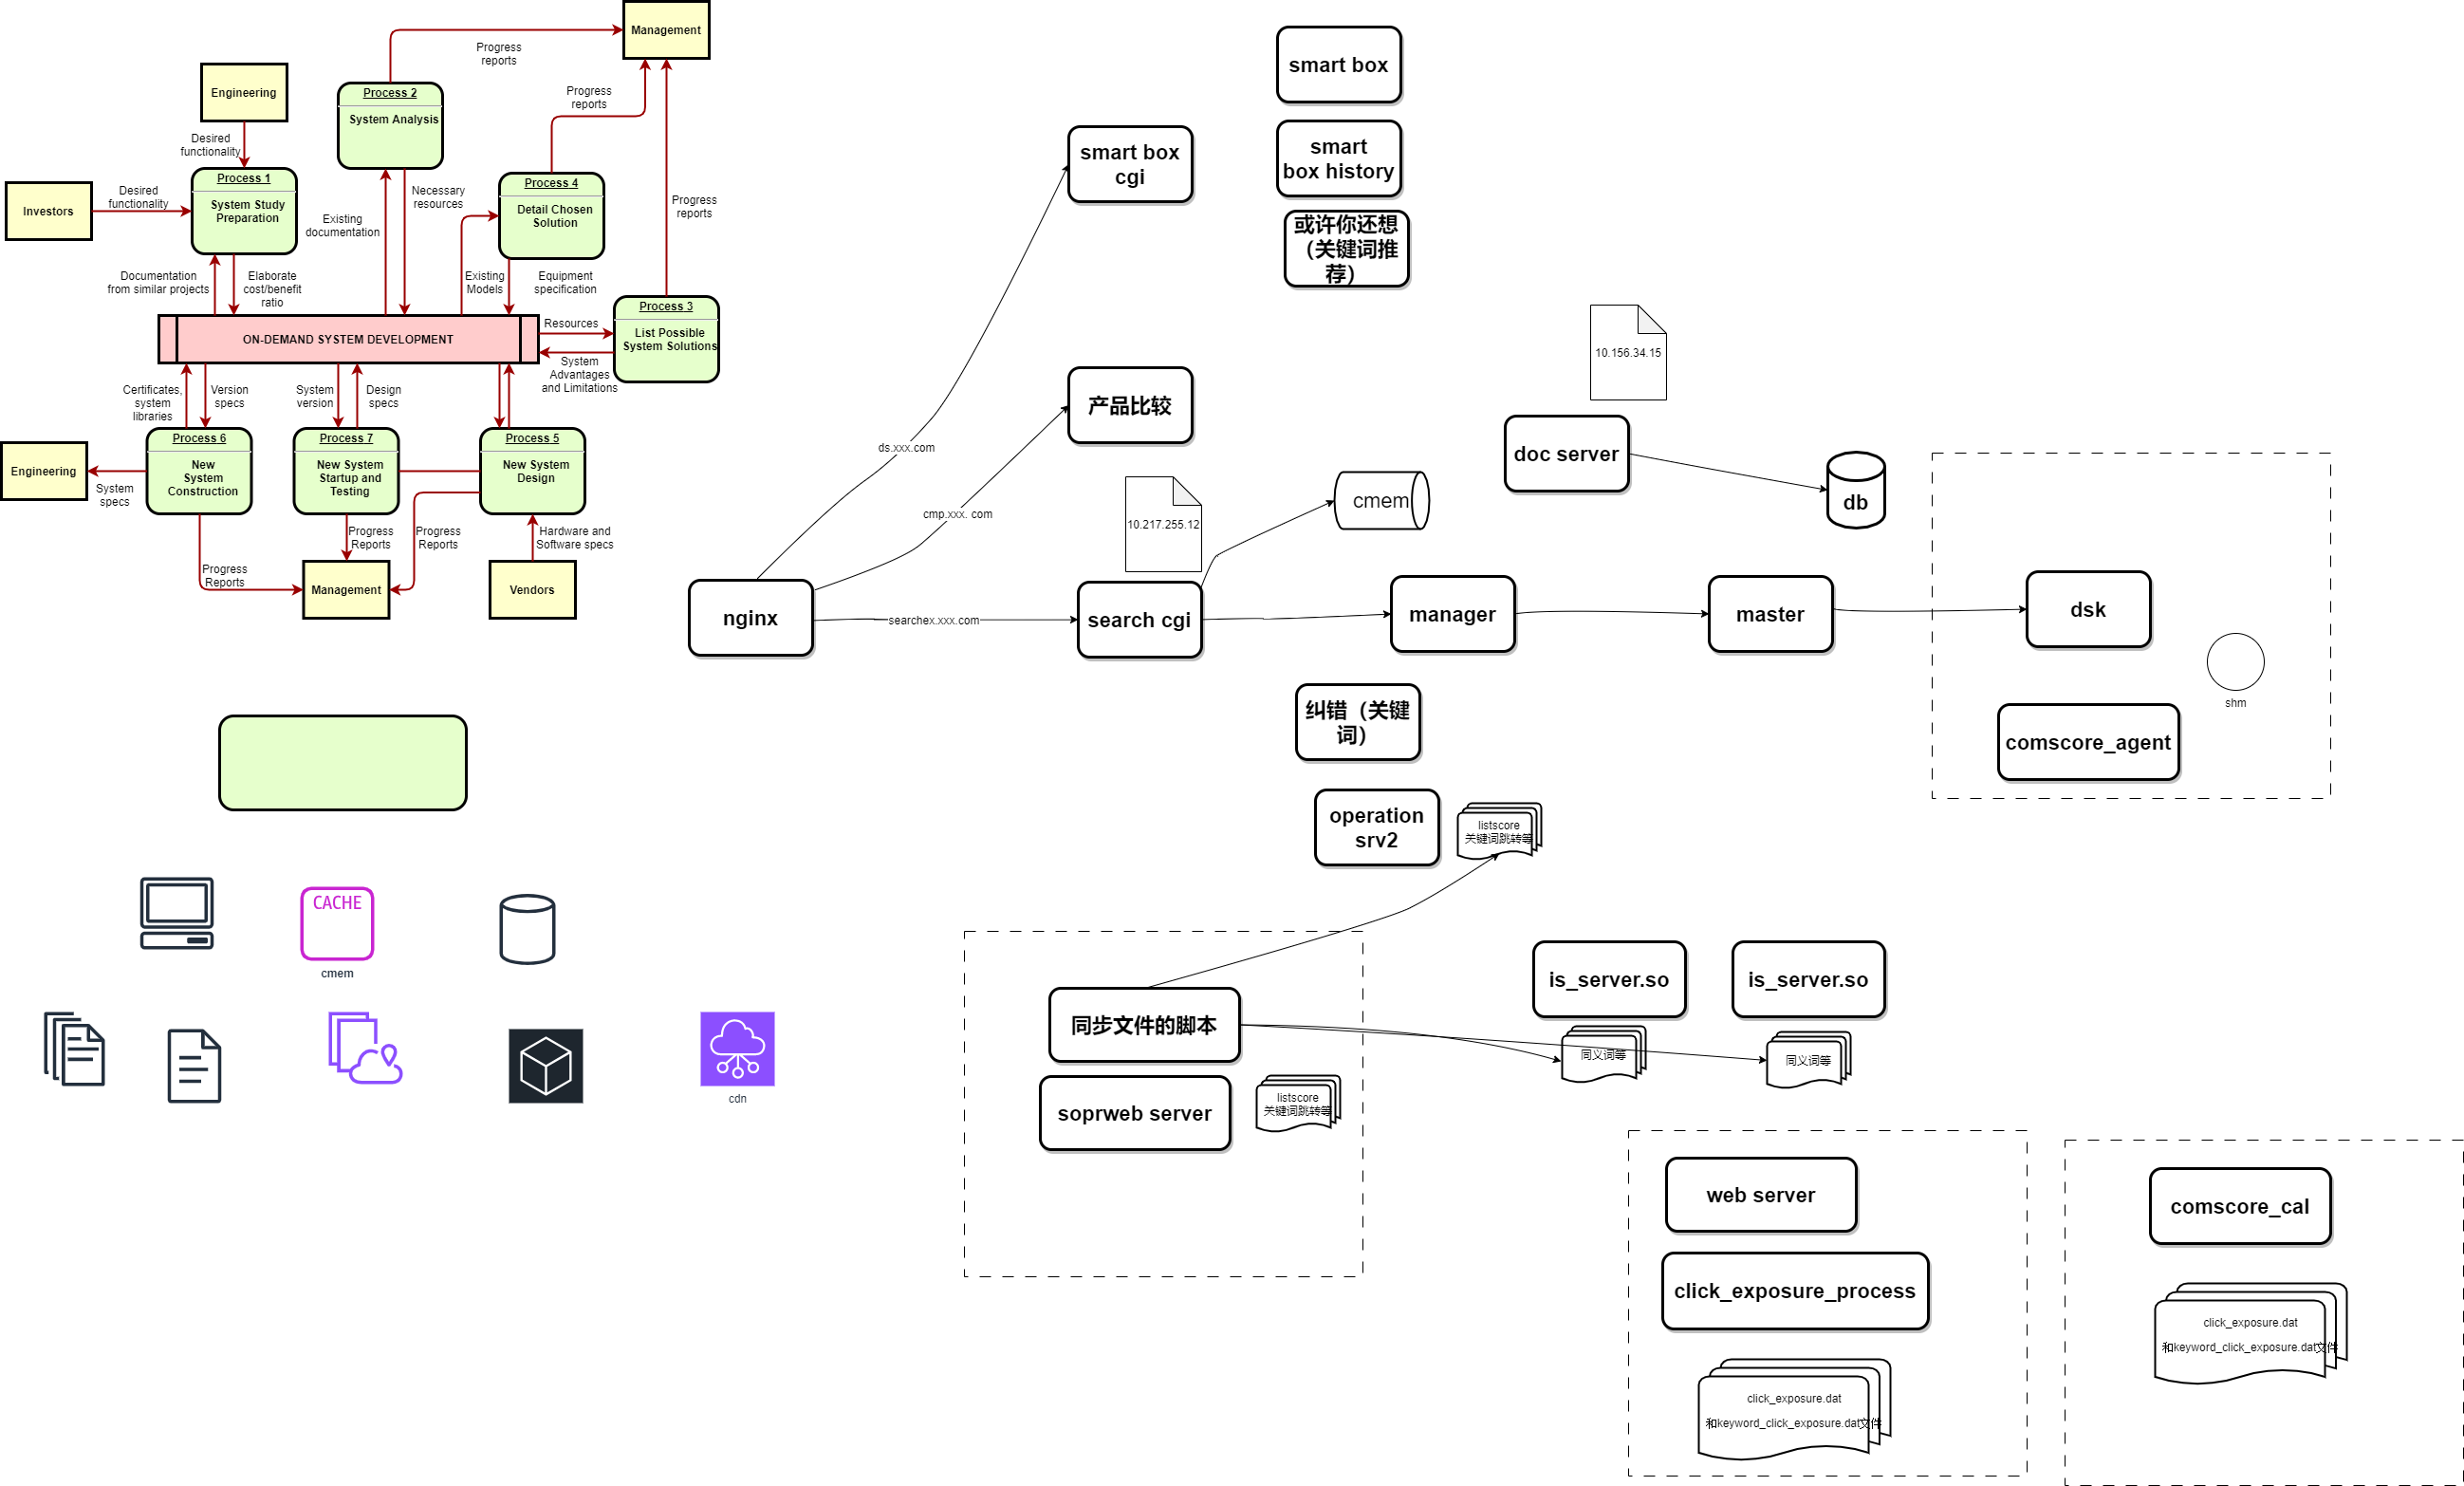 Management
Progress
reports
Engineering
Process 2
System Analysis
Progress
reports
Desired
functionality
Process 1
System Study
Preparation
Investors
Desired
functionality
Necessary
resources
Process 4
Detail Chosen
Solution
Progress
reports
Existing
documentation
Documentation
from similar projects
Elaborate
cost/benefit
ratio
Existing
Models
Equipment
specification
Process 3
List Possible
System Solutions
Resources
ON-DEMAND SYSTEM DEVELOPMENT
System
Advantages
and Limitations
Certificates,
system
libraries
Version
specs
System
version
Design
specs
Process 6
New
System
Construction
Process 7
New System
Startup and
Testing
Process 5
New System
Design
Engineering
System
specs
Progress
Reports
Progress
Reports
Hardware and
Software specs
Progress
Reports
Management
Vendors
smart box
smart box
cgi
smart
box history
或许你还想
（关键词推
荐）
10.156.34.15
产品比较
ds.xxx.com
doc server
db
cmem
cmp.xxx. com
10.217.255.12
nginx
searchex.xxx.com
search cgi
manager
master
dsk
shm
comscore_agent
纠错（关键
词）
operation
srv2
listscore
关键词跳转等
CACHE
cmem
cdn
同步文件的脚本
is_server.so
is_server.so
同义词等
同义词等
soprweb server
listscore
关键词跳转等
web server
click_exposure_process
click_exposure.dat
和keyword_click_exposure.dat文件
comscore_cal
click_exposure.dat
和keyword_click_exposure.dat文件